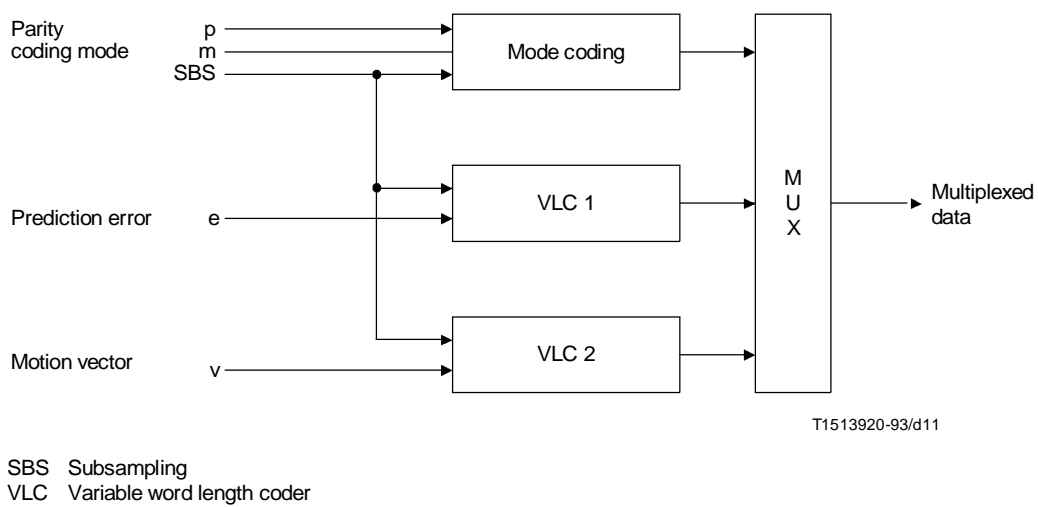 Parity
coding mode
p
m
SBS
Mode coding
Prediction error
e
VLC 1
M
U
X
Multiplexed
data
Motion vector
v
VLC 2
T1513920-93/d11
SBS Subsampling
VLC Variable word length coder